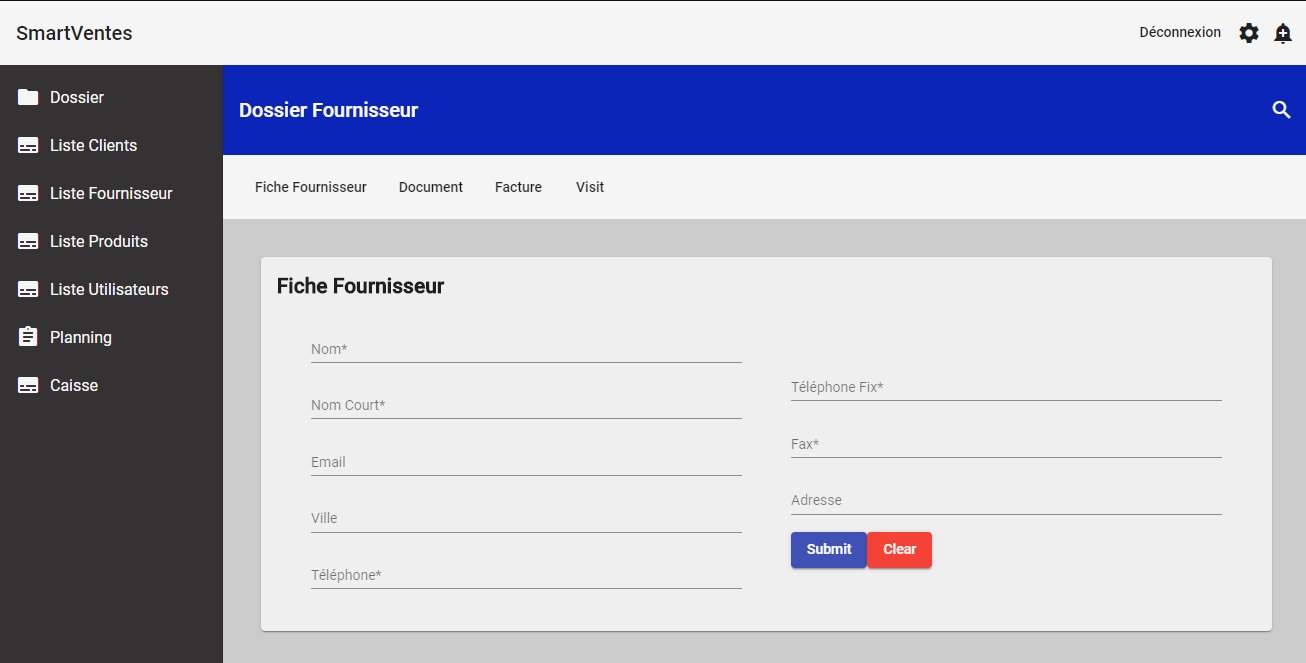 SmartVentes
Déconnexion
Dossier
Liste Clients
Liste Fournisseur
Liste Produits
Liste Utilisateurs
Planning
Caisse
Dossier Fournisseur
Fiche Fournisseur Document Facture Visit
Fiche Fournisseur
Nom*
Nom Court*
Email
Ville
Téléphone*
Téléphone Fix*
Fax*
Adresse
Submit Clear